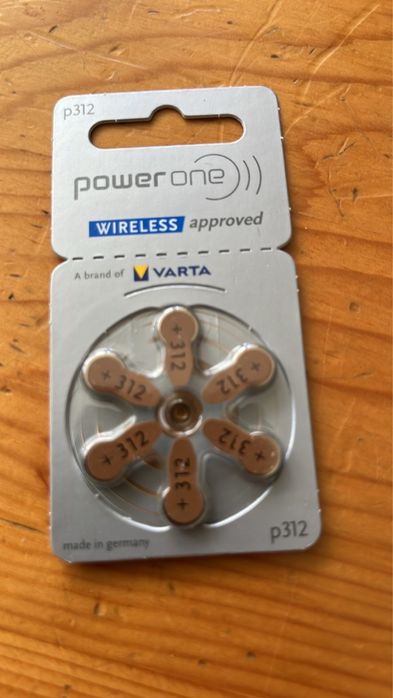 p312
power one
WIRELESS approved
A brand of VARTA
+ 312
+ 312
+ 312
+ 312
+ 312
+ 312
made in germany
p312